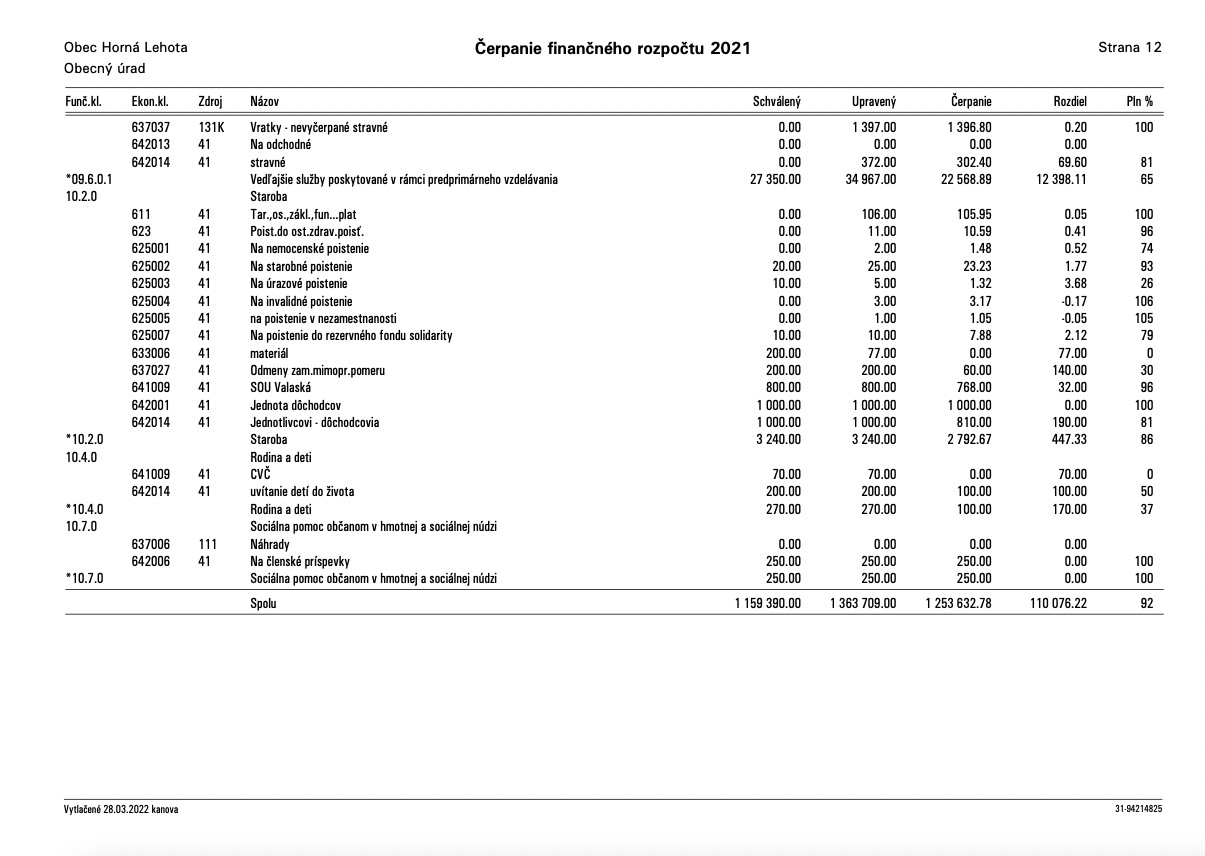 Obec Horná Lehota Čerpanie finančného rozpočtu 2021 Strana 12
Obecný úrad
Funč.kl. Ekon.kl. Zdroj Názov Schválený Upravený Čerpanie Rozdiel Pln %
637037 131K Vratky - nevyčerpané stravné 0.00 1 397.00 1 396.80 0.20 100
642013 41 Na odchodné 0.00 0.00 0.00 0.00
642014 41 stravné 0.00 372.00 302.40 69.60 81
*09.6.0.1 Vedľajšie služby poskytované v rámci predprimárneho vzdelávania 27 350.00 34 967.00 22 568.89 12 398.11 65
10.2.0 Staroba
611 41 Tar.,os.,zákl.,fun...plat 0.00 106.00 105.95 0.05 100
623 41 Poist.do ost.zdrav.poisť. 0.00 11.00 10.59 0.41 96
625001 41 Na nemocenské poistenie 0.00 2.00 1.48 0.52 74
625002 41 Na starobné poistenie 20.00 25.00 23.23 1.77 93
625003 41 Na úrazové poistenie 10.00 5.00 1.32 3.68 26
625004 41 Na invalidné poistenie 0.00 3.00 3.17 -0.17 106
625005 41 na poistenie v nezamestnanosti 0.00 1.00 1.05 -0.05 105
625007 41 Na poistenie do rezervného fondu solidarity 10.00 10.00 7.88 2.12 79
633006 41 materiál 200.00 77.00 0.00 77.00 0
637027 41 Odmeny zam.mimopr.pomeru 200.00 200.00 60.00 140.00 30
641009 41 SOU Valaská 800.00 800.00 768.00 32.00 96
642001 41 Jednota dôchodcov 1 000.00 1 000.00 1 000.00 0.00 100
642014 41 Jednotlivcovi - dôchodcovia 1 000.00 1 000.00 810.00 190.00 81
*10.2.0 Staroba 3 240.00 3 240.00 2 792.67 447.33 86
10.4.0 Rodina a deti
641009 41 CVČ 70.00 70.00 0.00 70.00 0
642014 41 uvítanie detí do života 200.00 200.00 100.00 100.00 50
*10.4.0 Rodina a deti 270.00 270.00 100.00 170.00 37
10.7.0 Sociálna pomoc občanom v hmotnej a sociálnej núdzi
637006 111 Náhrady 0.00 0.00 0.00 0.00
642006 41 Na členské príspevky 250.00 250.00 250.00 0.00 100
*10.7.0 Sociálna pomoc občanom v hmotnej a sociálnej núdzi 250.00 250.00 250.00 0.00 100
Spolu 1 159 390.00 1 363 709.00 1 253 632.78 110 076.22 92
Vytlačené 28.03.2022 kanova 31-94214825